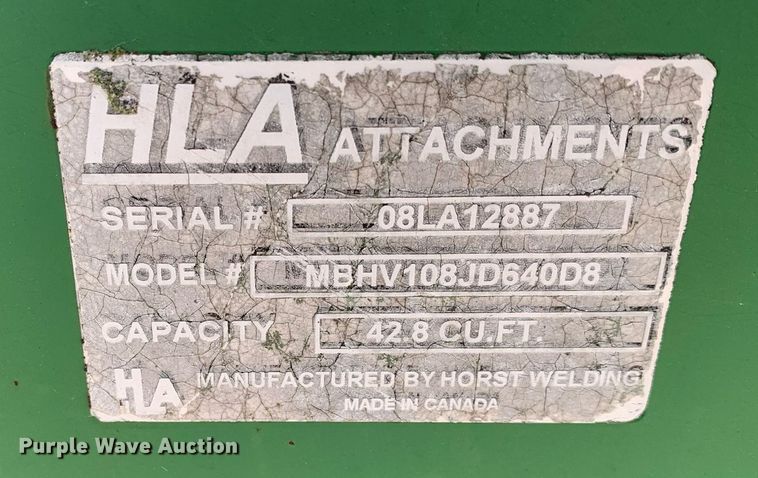 HLA ATTACHMENTS
SERIAL # 08LA12887
MODEL # MBHV108JD640D8
CAPACITY 42.8 CU.FT.
HLA MANUFACTURED BY HORST WELDING
MADE IN CANADA
Purple Wave Auction